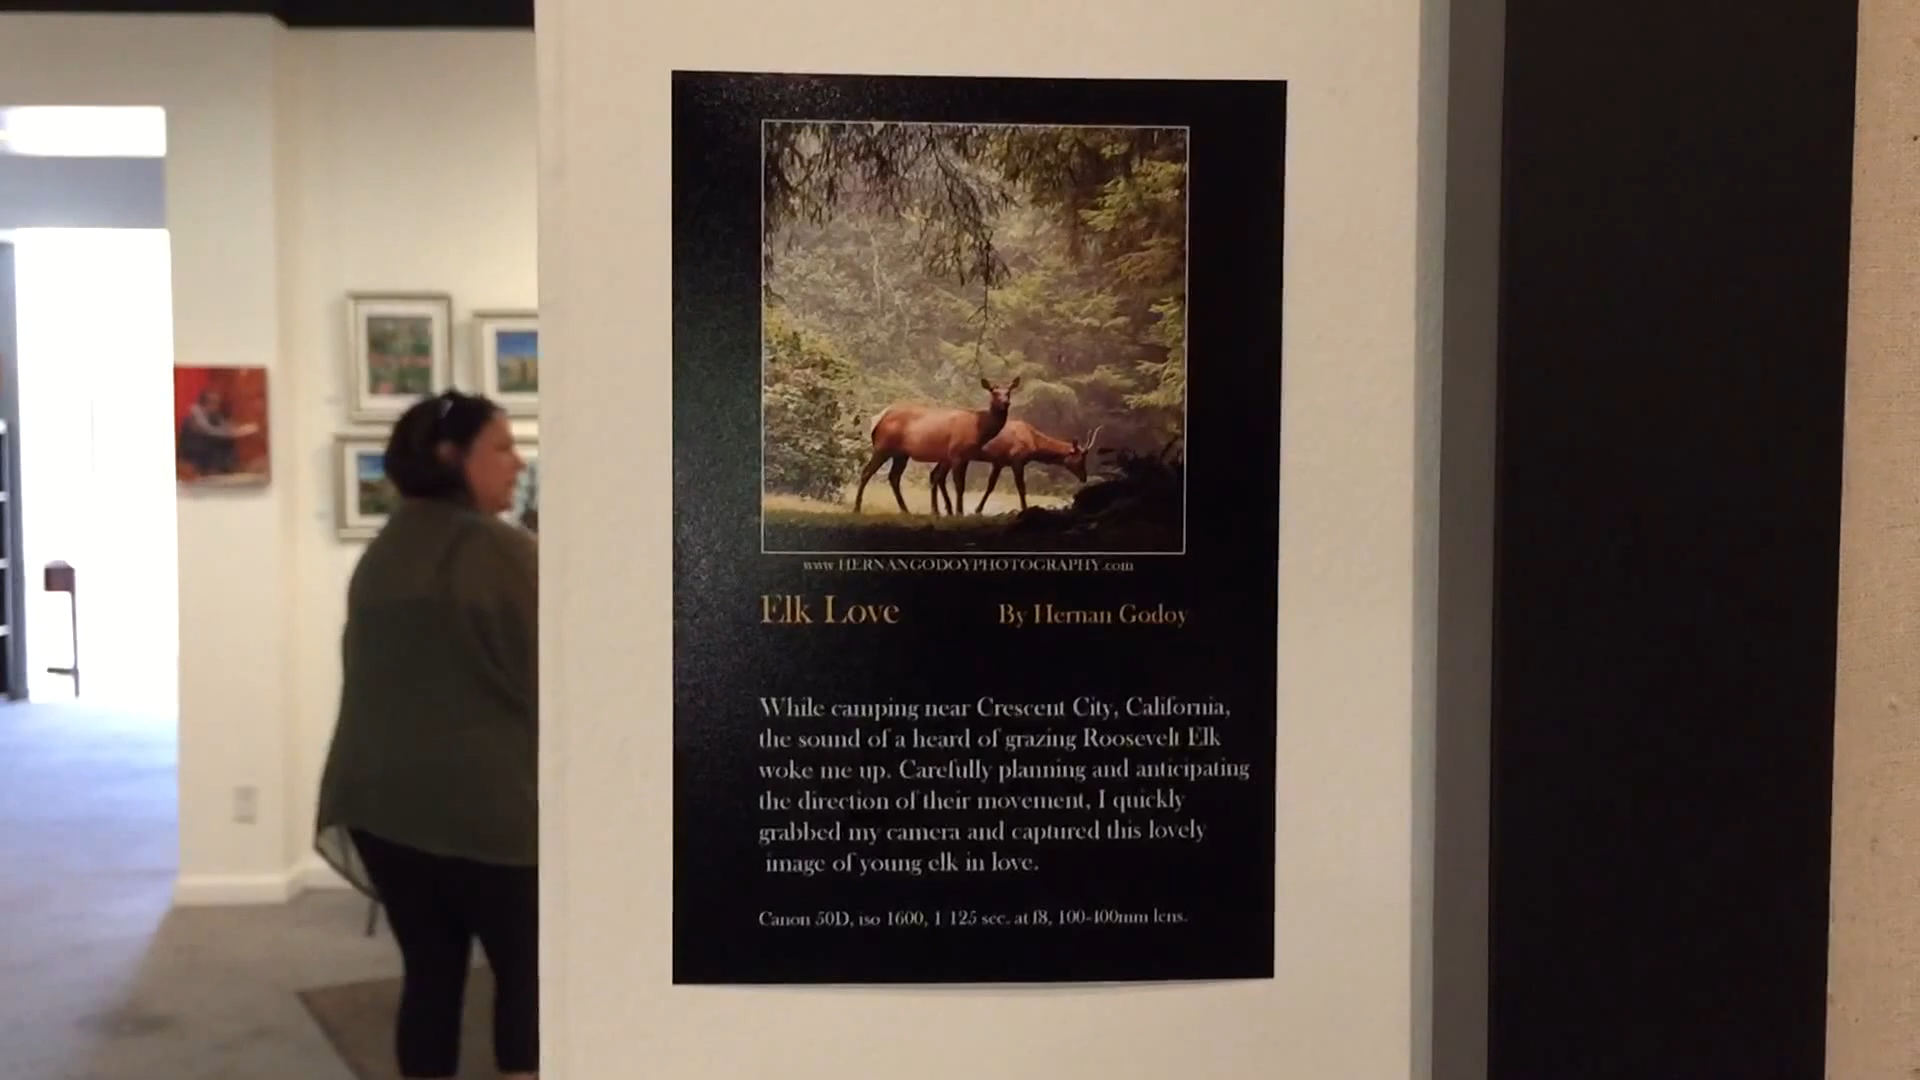 www.HERNANGODOYPHOTOGRAPHY.com
Elk Love By Hernan Godoy
While camping near Crescent City, California,
the sound of a heard of grazing Roosevelt Elk
woke me up. Carefully planning and anticipating
the direction of their movement, I quickly
grabbed my camera and captured this lovely
image of young elk in love.
Canon 50D, iso 1600, 1 125 sec. at f8, 100-400mm lens.